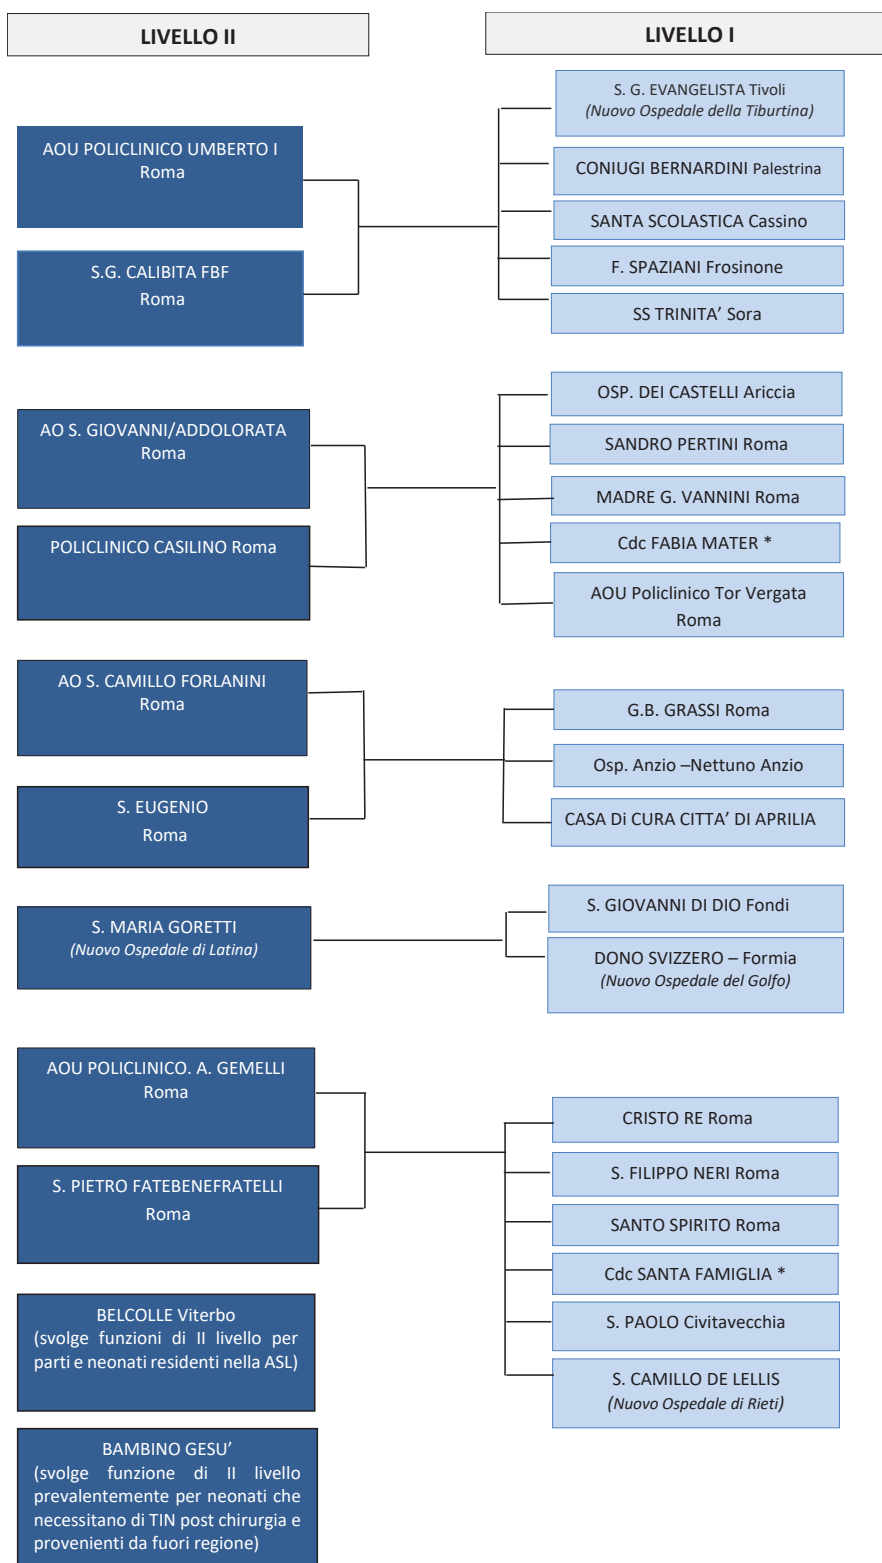 LIVELLO II
LIVELLO I
AOU POLICLINICO UMBERTO I
Roma
S.G. CALIBITA FBF
Roma
S. G. EVANGELISTA Tivoli
(Nuovo Ospedale della Tiburtina)
CONIUGI BERNARDINI Palestrina
SANTA SCOLASTICA Cassino
F. SPAZIANI Frosinone
SS TRINITA’ Sora
AO S. GIOVANNI/ADDOLORATA
Roma
POLICLINICO CASILINO Roma
OSP. DEI CASTELLI Ariccia
SANDRO PERTINI Roma
MADRE G. VANNINI Roma
Cdc FABIA MATER *
AOU Policlinico Tor Vergata
Roma
AO S. CAMILLO FORLANINI
Roma
S. EUGENIO
Roma
G.B. GRASSI Roma
Osp. Anzio –Nettuno Anzio
CASA Di CURA CITTA’ DI APRILIA
S. MARIA GORETTI
(Nuovo Ospedale di Latina)
S. GIOVANNI DI DIO Fondi
DONO SVIZZERO – Formia
(Nuovo Ospedale del Golfo)
AOU POLICLINICO. A. GEMELLI
Roma
S. PIETRO FATEBENEFRATELLI
Roma
CRISTO RE Roma
S. FILIPPO NERI Roma
SANTO SPIRITO Roma
Cdc SANTA FAMIGLIA *
S. PAOLO Civitavecchia
S. CAMILLO DE LELLIS
(Nuovo Ospedale di Rieti)
BELCOLLE Viterbo
(svolge funzioni di II livello per
parti e neonati residenti nella ASL)
BAMBINO GESU’
(svolge funzione di II livello
prevalentemente per neonati che
necessitano di TIN post chirurgia e
provenienti da fuori regione)